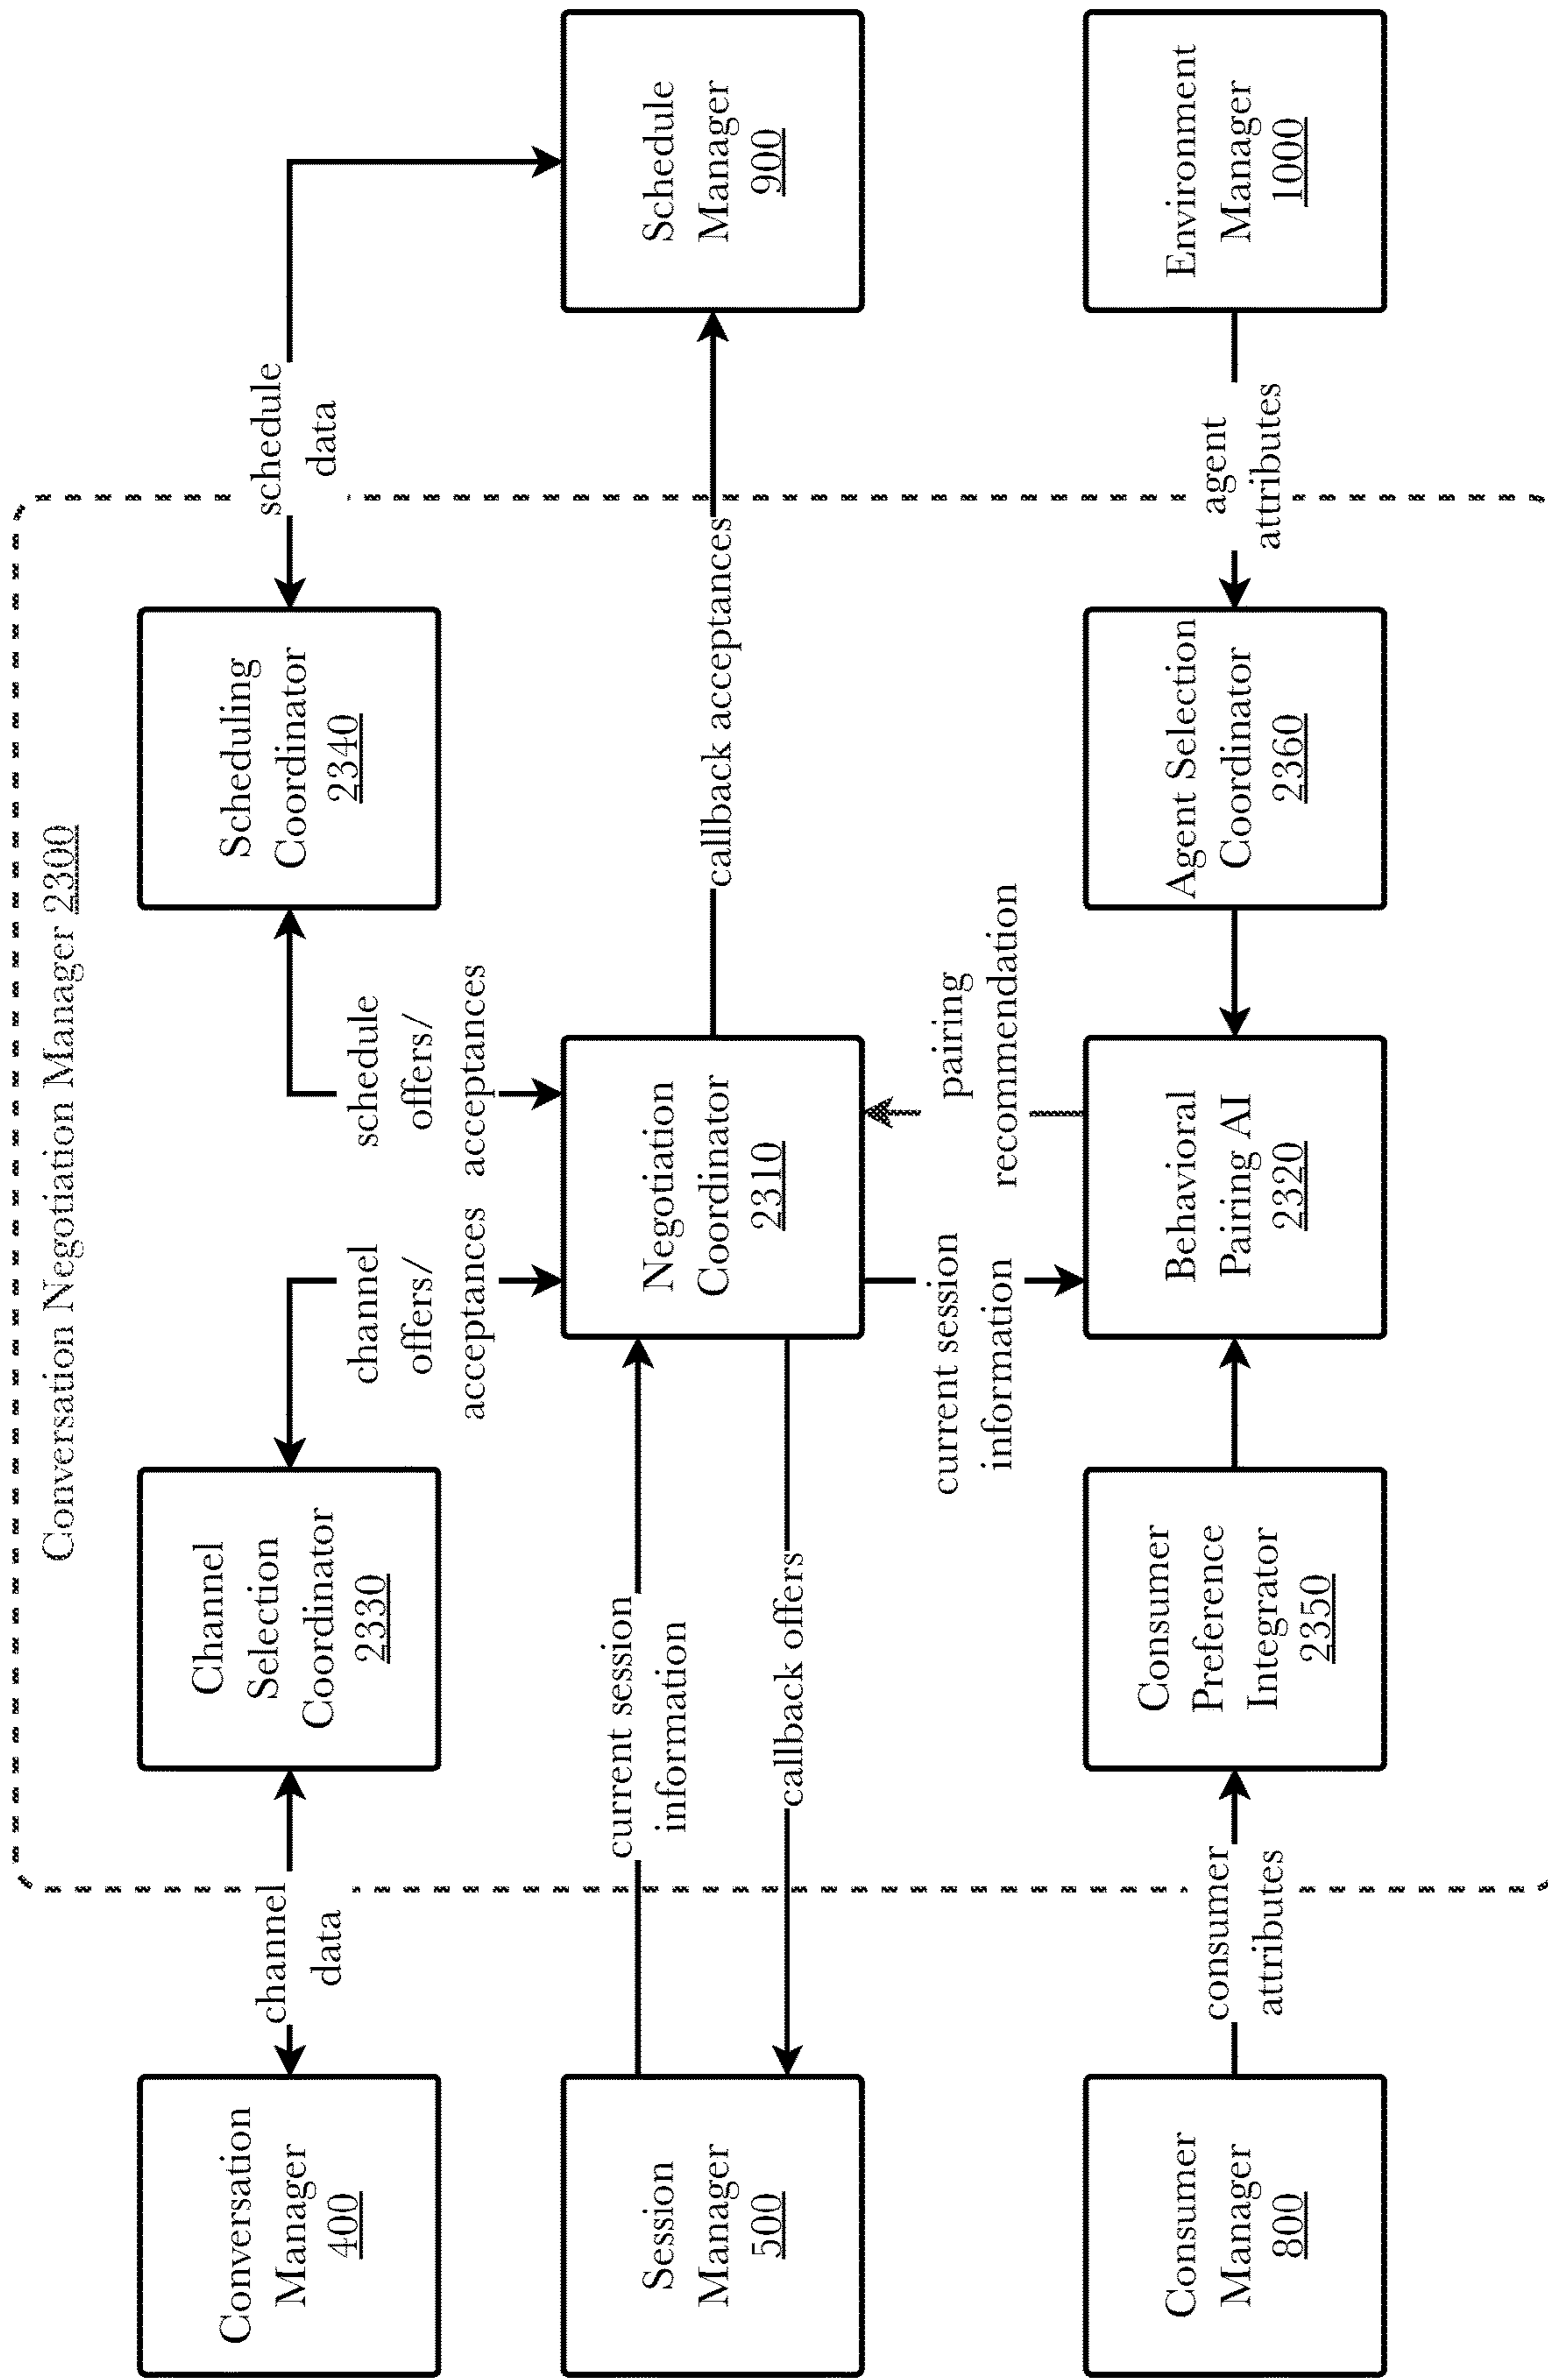 Conversation Negotiation Manager 2300
Conversation
Manager
400
channel
data
Channel
Selection
Coordinator
2330
channel
offers/
acceptances
schedule
offers/
acceptances
Scheduling
Coordinator
2340
schedule
data
Session
Manager
500
current session
information
callback offers
Negotiation
Coordinator
2310
callback acceptances
Schedule
Manager
900
current session
information
pairing
recommendation
Consumer
Manager
800
consumer
attributes
Consumer
Preference
Integrator
2350
Behavioral
Pairing AI
2320
Agent Selection
Coordinator
2360
agent
attributes
Environment
Manager
1000